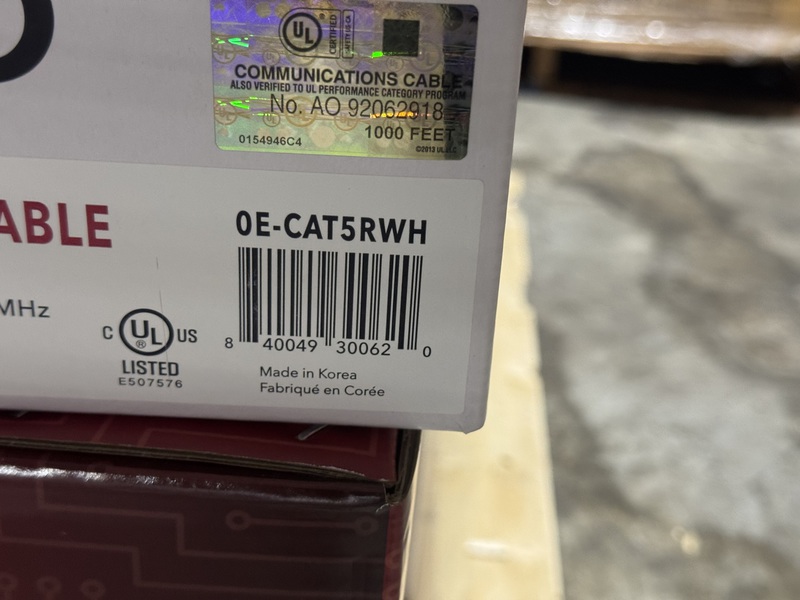 UL
CERTIFIED
COMMUNICATIONS CABLE
ALSO VERIFIED TO UL PERFORMANCE CATEGORY PROGRAM
No. AO 92062918
1000 FEET
0154946C4
©2013 UL LLC
ABLE
0E-CAT5RWH
MHz
C UL US
®
LISTED
E507576
8 40049 30062 0
Made in Korea
Fabriqué en Corée